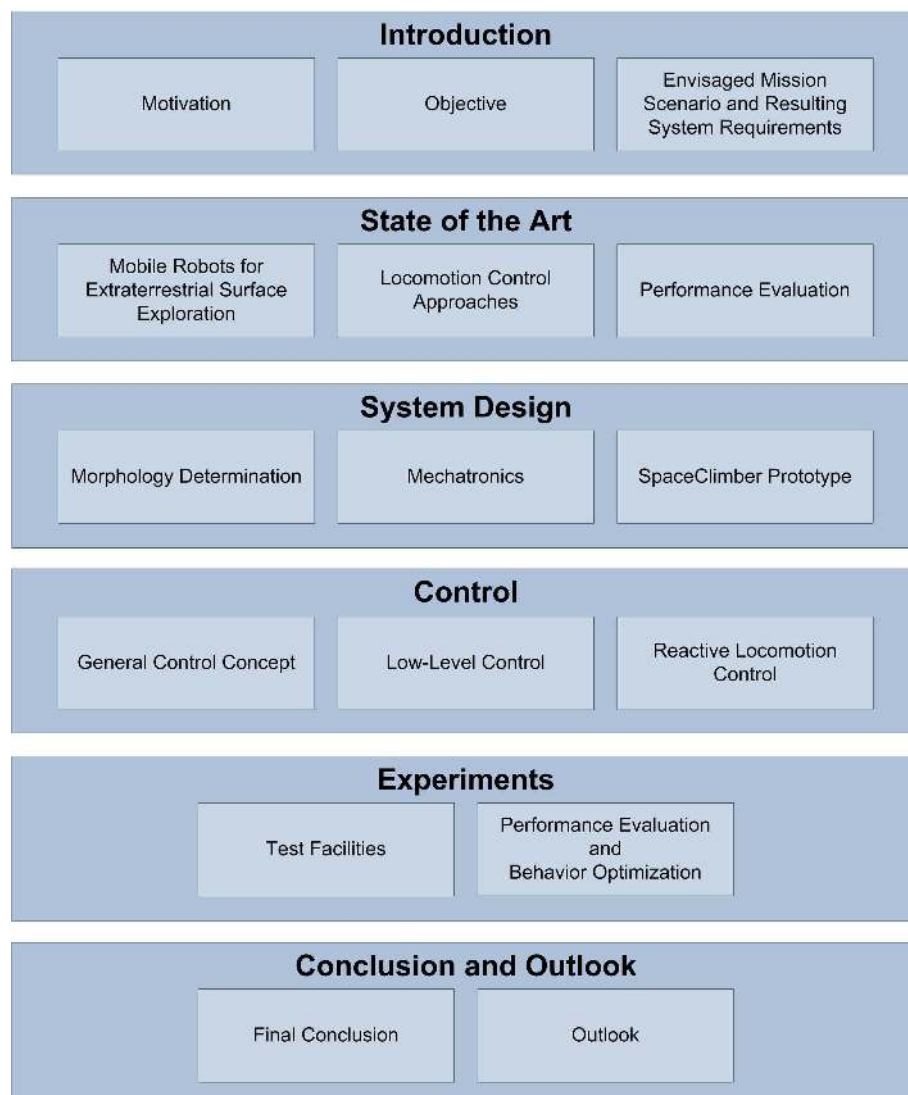 Introduction
Motivation
Objective
Envisaged Mission
Scenario and Resulting
System Requirements
State of the Art
Mobile Robots for
Extraterrestrial Surface
Exploration
Locomotion Control
Approaches
Performance Evaluation
System Design
Morphology Determination
Mechatronics
SpaceClimber Prototype
Control
General Control Concept
Low-Level Control
Reactive Locomotion
Control
Experiments
Test Facilities
Performance Evaluation
and
Behavior Optimization
Conclusion and Outlook
Final Conclusion
Outlook